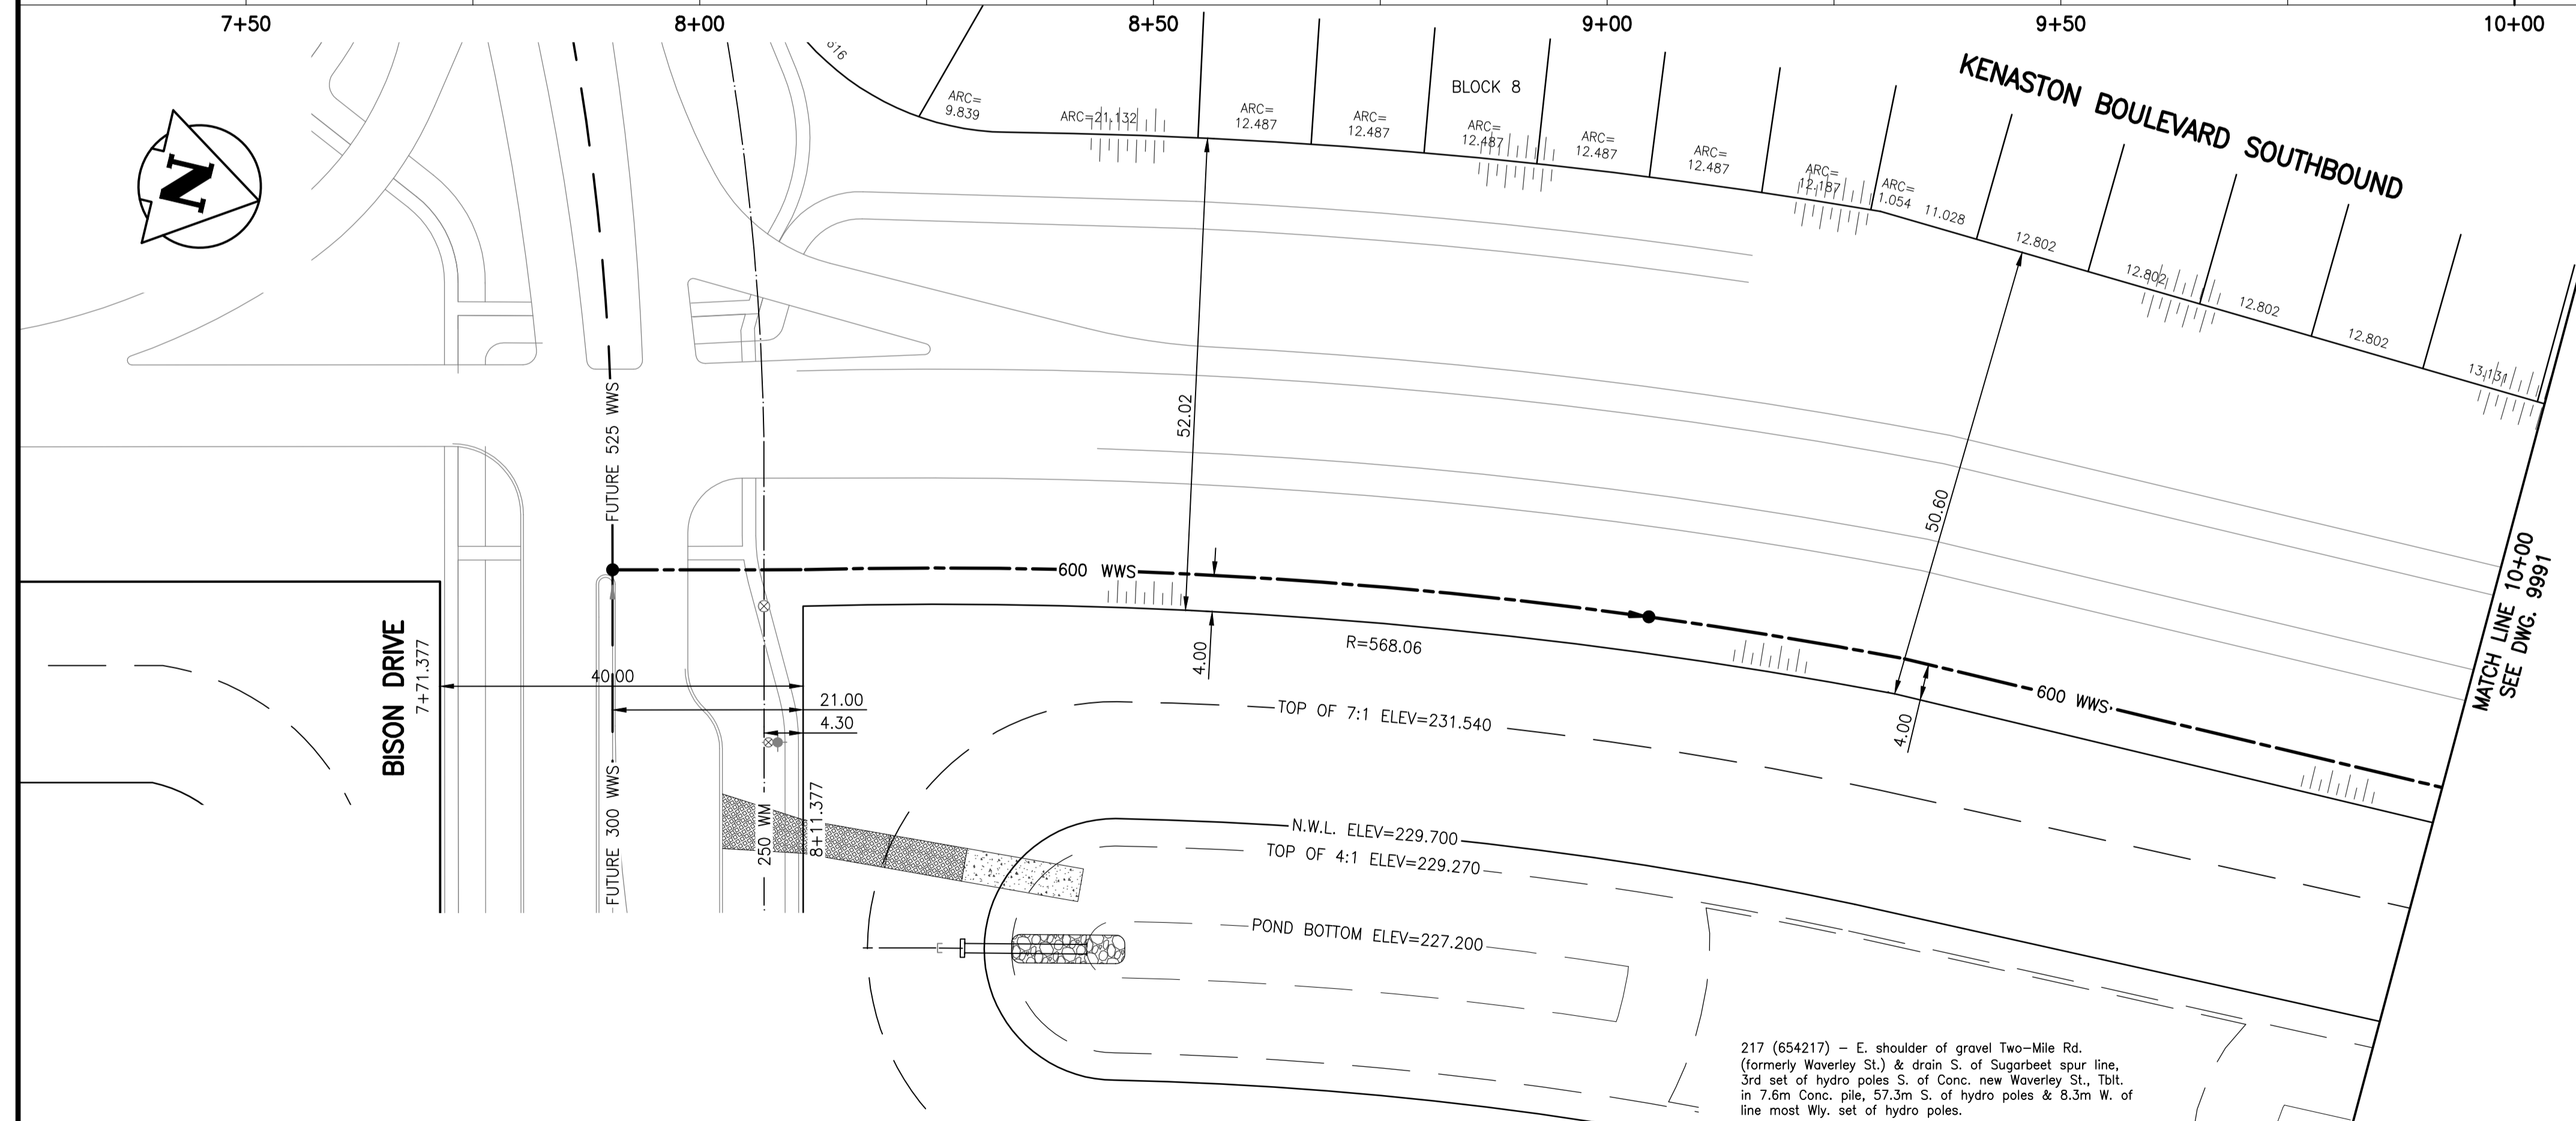 7+50
8+00
8+50
9+00
9+50
10+00
N
KENASTON BOULEVARD SOUTHBOUND
BLOCK 8
ARC=
9.839
ARC=21.132
ARC=
12.487
ARC=
12.487
ARC=
12.487
ARC=
12.487
ARC=
12.487
ARC=
12.187
ARC=
1.054
11.028
12.802
12.802
12.802
12.802
13.131
52.02
50.60
FUTURE 525 WWS
600 WWS
600 WWS
4.00
4.00
R=568.06
MATCH LINE 10+00
SEE DWG. 9991
BISON DRIVE
7+71.377
40.00
21.00
4.30
FUTURE 300 WWS
250 WM
8+11.377
TOP OF 7:1 ELEV=231.540
N.W.L. ELEV=229.700
TOP OF 4:1 ELEV=229.270
POND BOTTOM ELEV=227.200
217 (654217) – E. shoulder of gravel Two–Mile Rd.
(formerly Waverley St.) & drain S. of Sugarbeet spur line,
3rd set of hydro poles S. of Conc. new Waverley St., Tblt.
in 7.6m Conc. pile, 57.3m S. of hydro poles & 8.3m W. of
line most Wly. set of hydro poles.